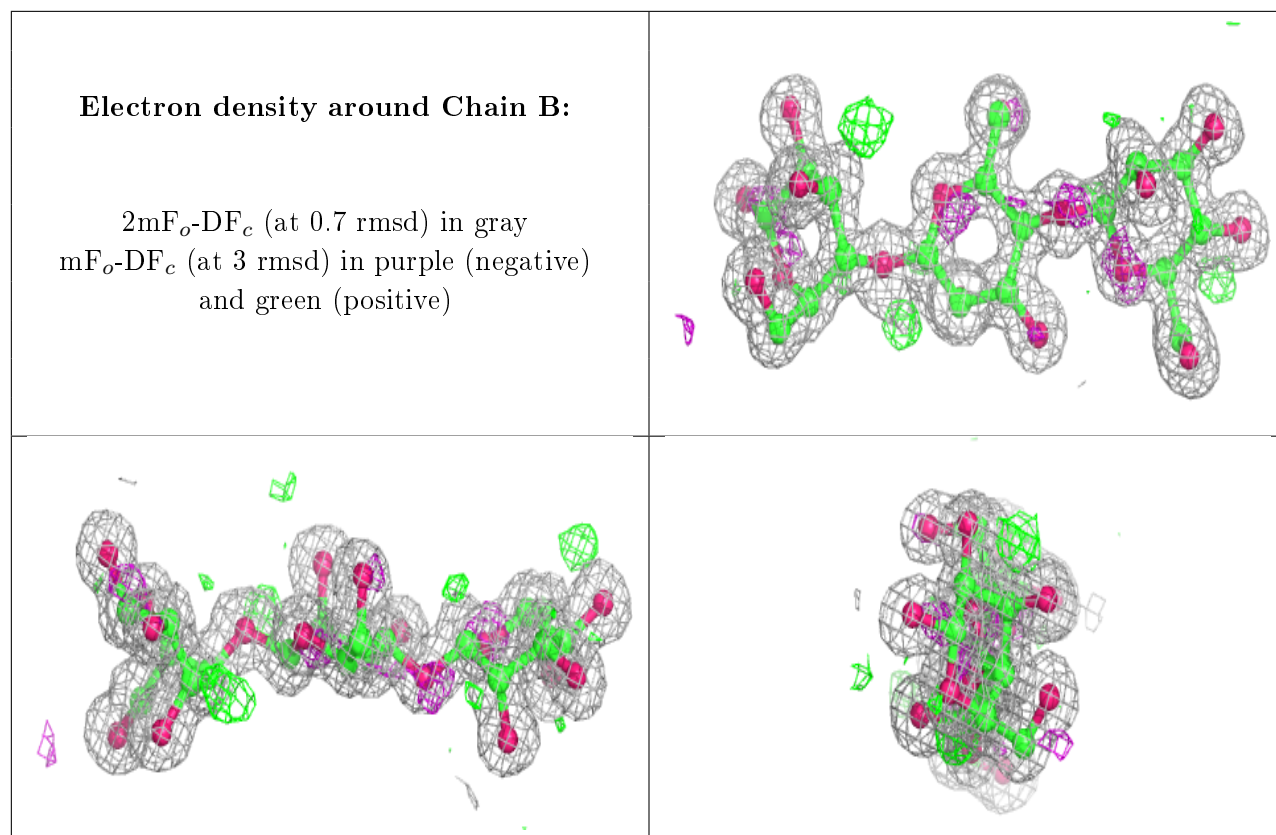 Electron density around Chain B:
2mFo-DFc (at 0.7 rmsd) in gray
mFo-DFc (at 3 rmsd) in purple (negative)
and green (positive)